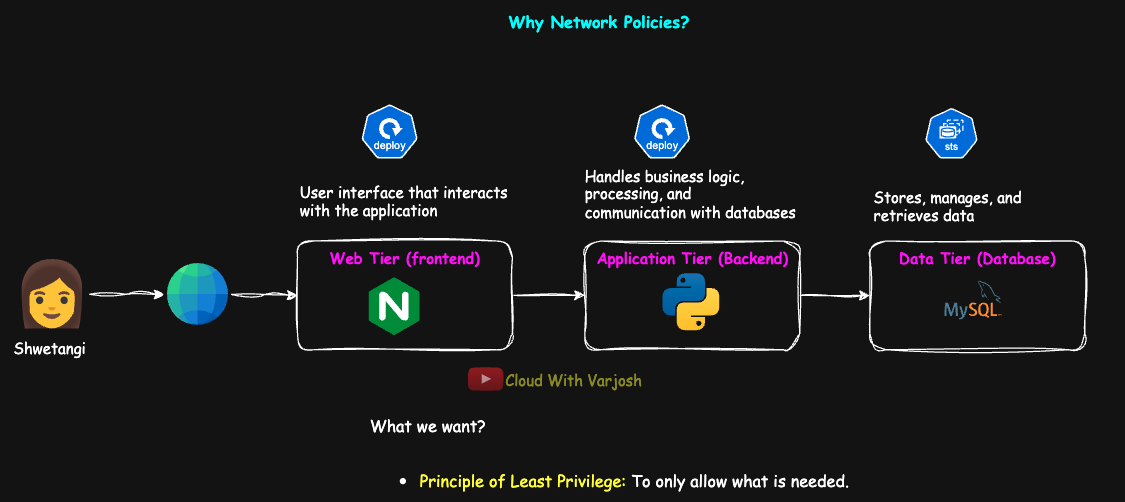 Why Network Policies?
deploy
deploy
sts
User interface that interacts
with the application
Handles business logic,
processing, and
communication with databases
Stores, manages, and
retrieves data
Web Tier (frontend)
Application Tier (Backend)
Data Tier (Database)
N
MySQL
Shwetangi
Cloud With Varjosh
What we want?
• Principle of Least Privilege: To only allow what is needed.